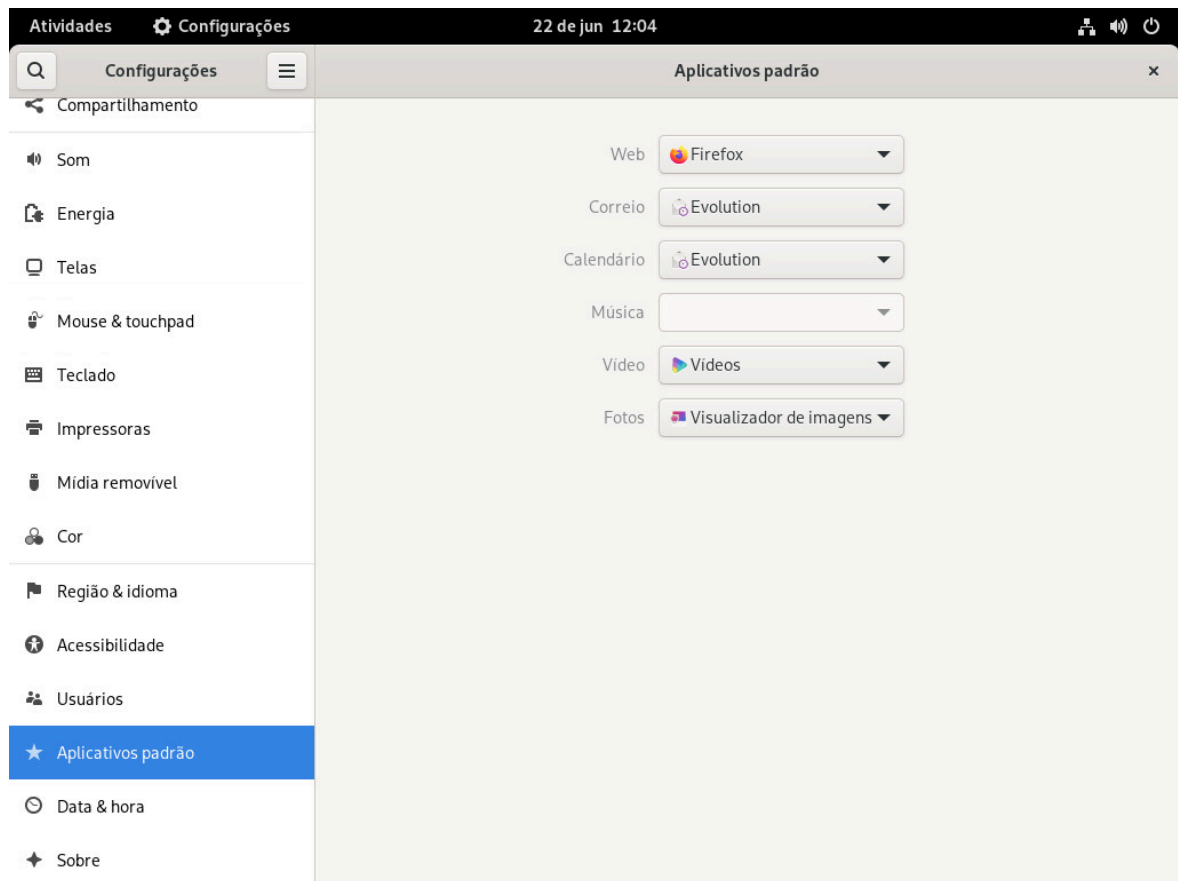 Atividades Configurações 22 de jun 12:04
Configurações Aplicativos padrão
Compartilhamento
Som
Energia
Telas
Mouse & touchpad
Teclado
Impressoras
Mídia removível
Cor
Região & idioma
Acessibilidade
Usuários
Aplicativos padrão
Data & hora
Sobre
Web Firefox
Correio Evolution
Calendário Evolution
Música
Vídeo Vídeos
Fotos Visualizador de imagens